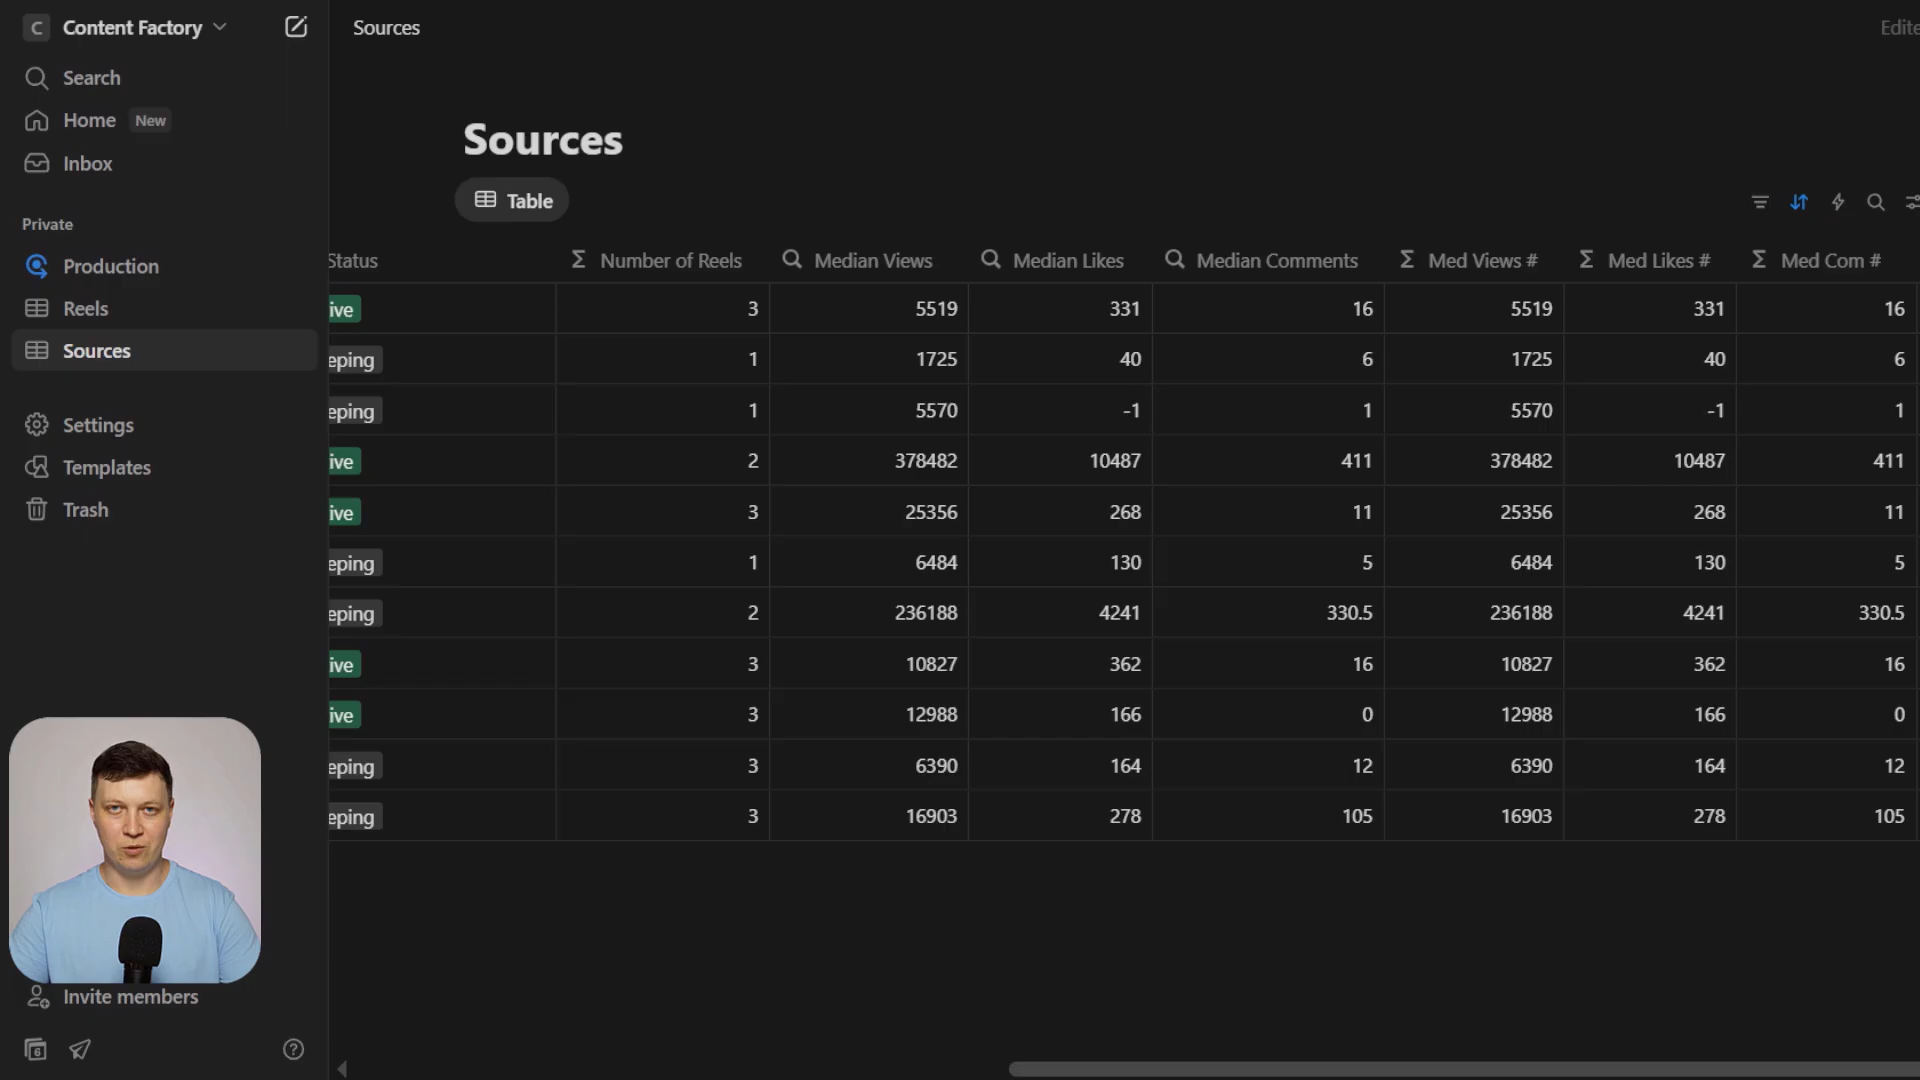 C Content Factory
Sources
Edite
Search
Home New
Inbox
Private
Production
Reels
Sources
Settings
Templates
Trash
Invite members
6
Sources
Table
Status Number of Reels Median Views Median Likes Median Comments Med Views # Med Likes # Med Com #
ive 3 5519 331 16 5519 331 16
eping 1 1725 40 6 1725 40 6
eping 1 5570 -1 1 5570 -1 1
ive 2 378482 10487 411 378482 10487 411
ive 3 25356 268 11 25356 268 11
eping 1 6484 130 5 6484 130 5
eping 2 236188 4241 330.5 236188 4241 330.5
ive 3 10827 362 16 10827 362 16
ive 3 12988 166 0 12988 166 0
eping 3 6390 164 12 6390 164 12
eping 3 16903 278 105 16903 278 105